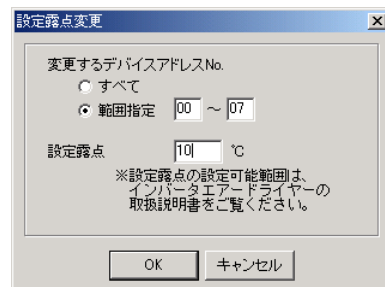 設定露点変更
変更するデバイスアドレスNo.
すべて
範囲指定 00 ～ 07
設定露点 10 ℃
※設定露点の設定可能範囲は、
インバータエアードライヤーの
取扱説明書をご覧ください。
OK キャンセル